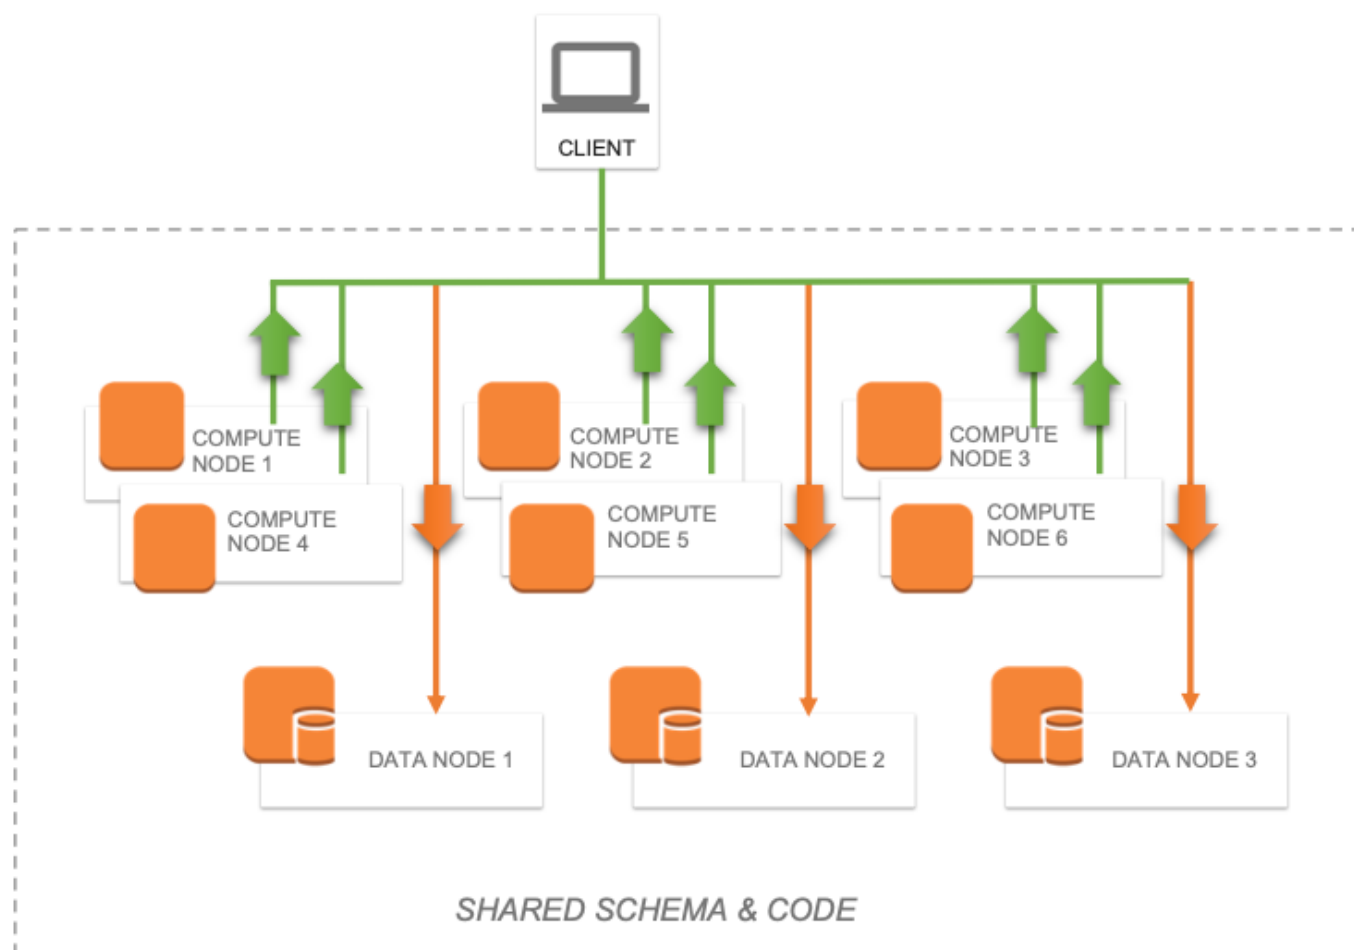 CLIENT
COMPUTE
NODE 1
COMPUTE
NODE 2
COMPUTE
NODE 3
COMPUTE
NODE 4
COMPUTE
NODE 5
COMPUTE
NODE 6
DATA NODE 1
DATA NODE 2
DATA NODE 3
SHARED SCHEMA & CODE